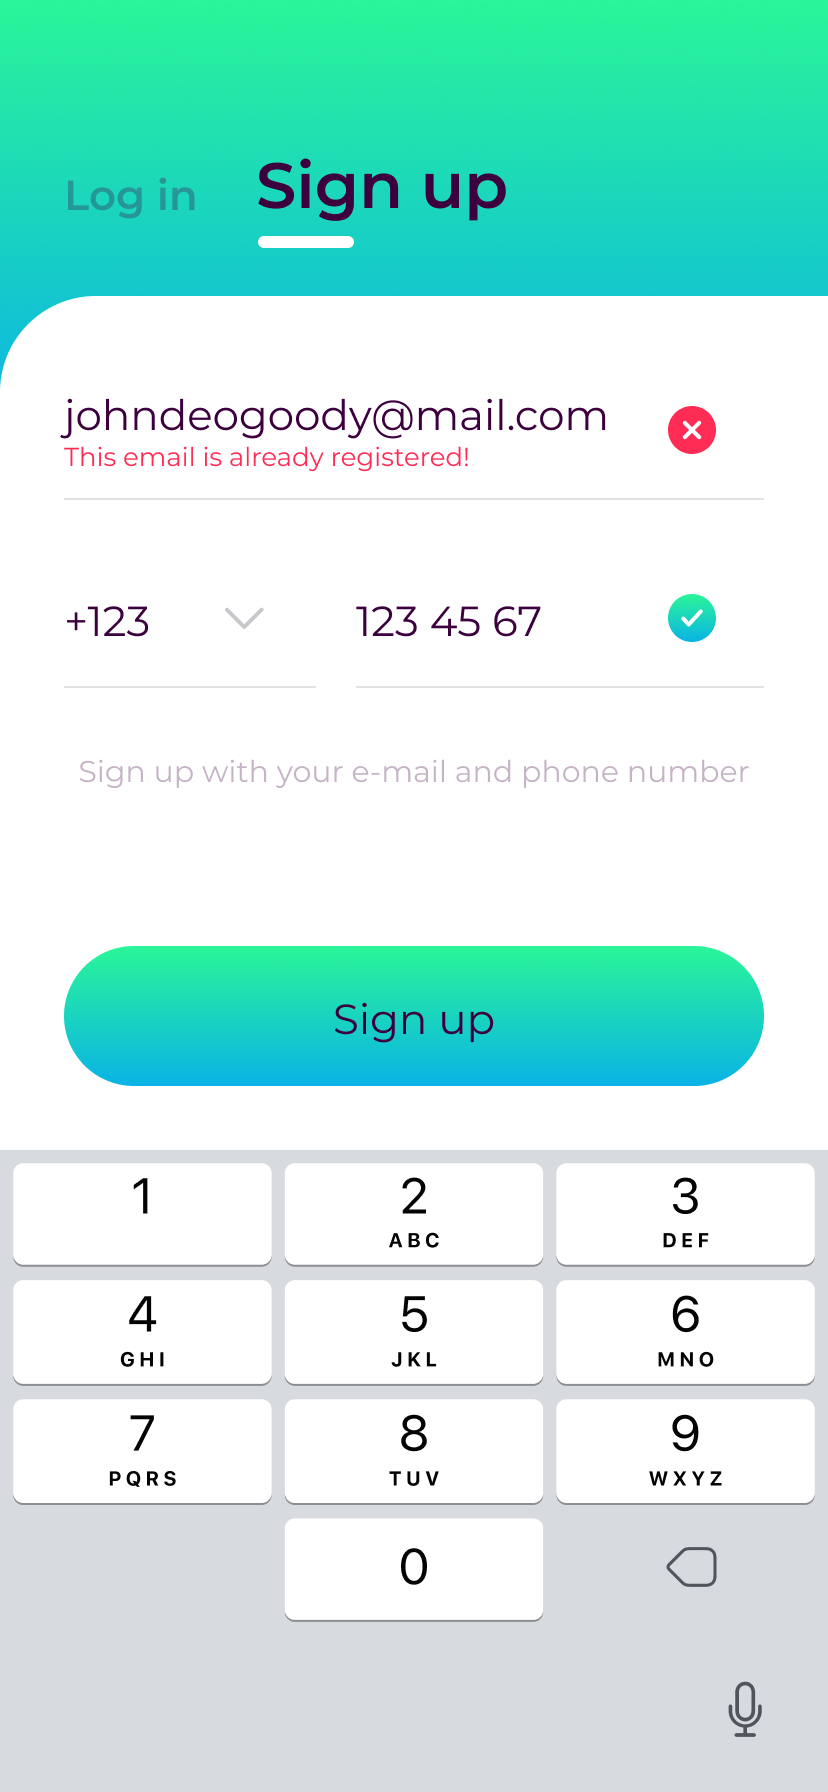 Log in Sign up
johndeogoody@mail.com
This email is already registered!
+123 123 45 67
Sign up with your e-mail and phone number
Sign up
1 2 3
ABC DEF
4 5 6
GHI JKL MNO
7 8 9
PQRS TUV WXYZ
0